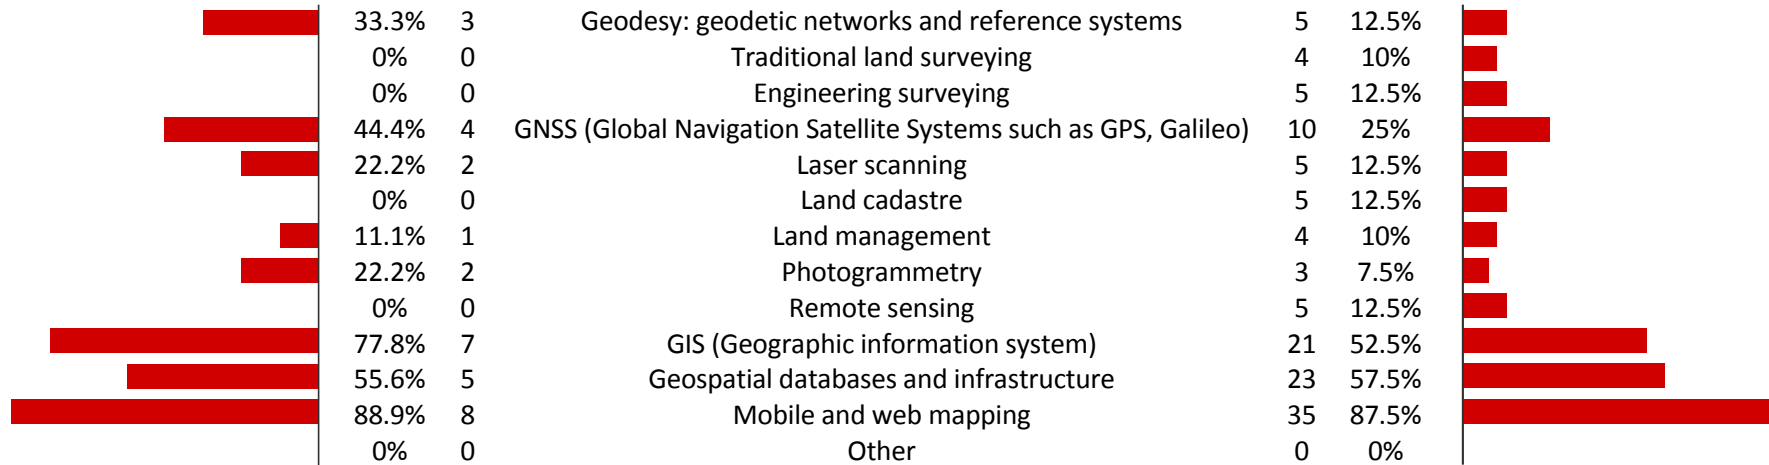 33.3% 3 Geodesy: geodetic networks and reference systems 5 12.5%
0% 0 Traditional land surveying 4 10%
0% 0 Engineering surveying 5 12.5%
44.4% 4 GNSS (Global Navigation Satellite Systems such as GPS, Galileo) 10 25%
22.2% 2 Laser scanning 5 12.5%
0% 0 Land cadastre 5 12.5%
11.1% 1 Land management 4 10%
22.2% 2 Photogrammetry 3 7.5%
0% 0 Remote sensing 5 12.5%
77.8% 7 GIS (Geographic information system) 21 52.5%
55.6% 5 Geospatial databases and infrastructure 23 57.5%
88.9% 8 Mobile and web mapping 35 87.5%
0% 0 Other 0 0%